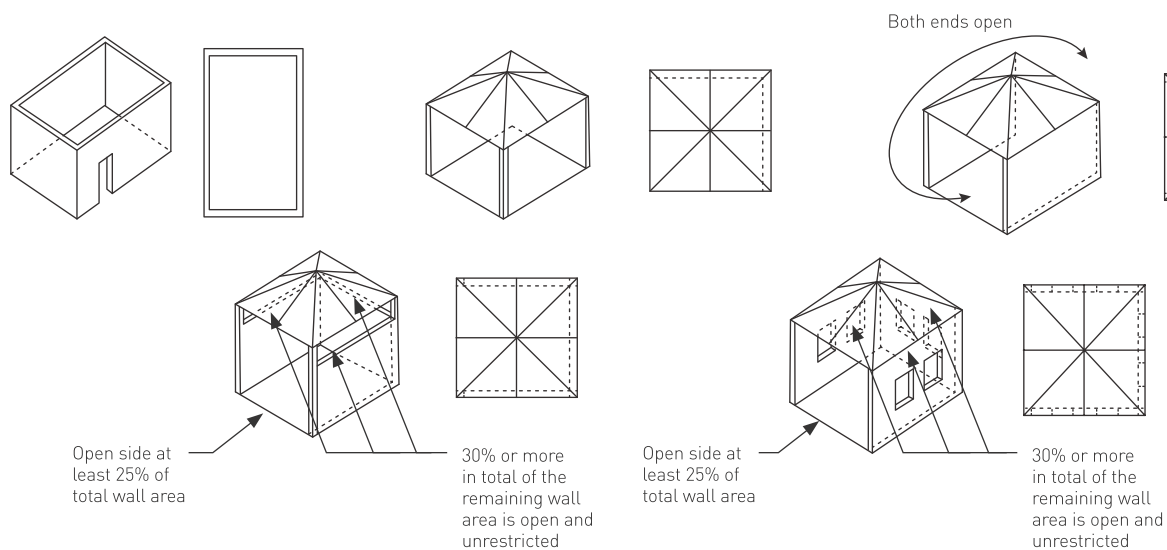 Both ends open
Open side at
least 25% of
total wall area
30% or more
in total of the
remaining wall
area is open and
unrestricted
Open side at
least 25% of
total wall area
30% or more
in total of the
remaining wall
area is open and
unrestricted